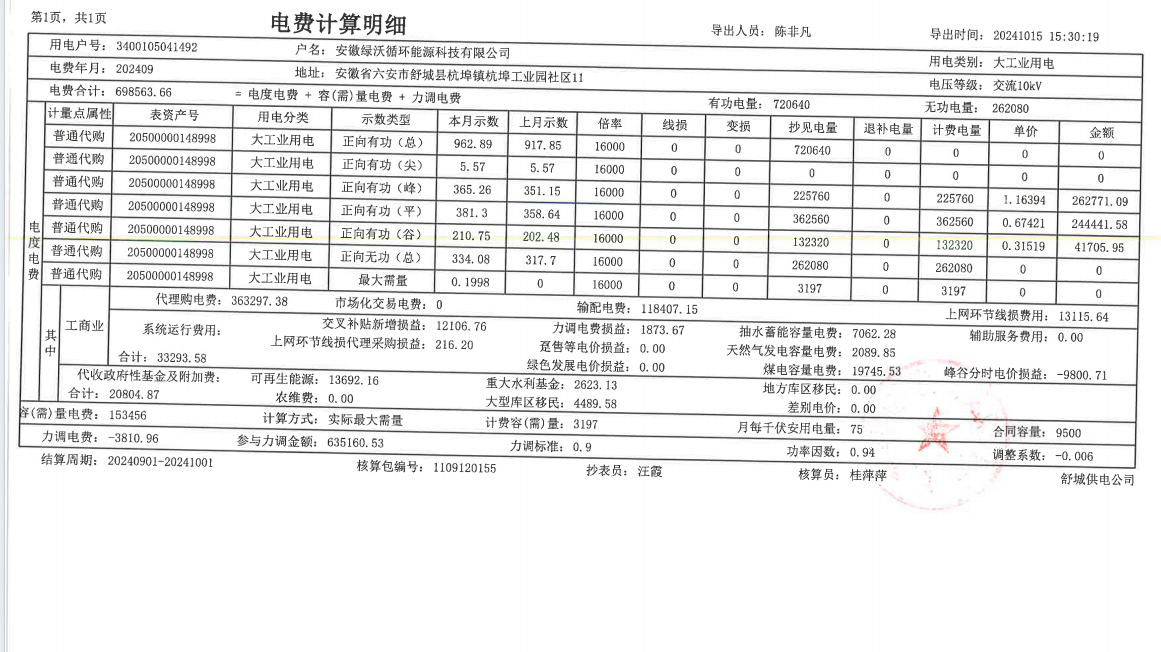 第1页，共1页
电费计算明细
导出人员： 陈非凡
导出时间： 20241015 15:30:19
用电户号： 3400105041492 户名： 安徽绿沃循环能源科技有限公司 用电类别： 大工业用电
电费年月： 202409 地址： 安徽省六安市舒城县杭埠镇杭埠工业园社区11 电压等级： 交流10kV
电费合计： 698563.66 = 电度电费 + 容(需)量电费 + 力调电费 有功电量： 720640 无功电量： 262080
电度电费
计量点属性 表资产号 用电分类 示数类型 本月示数 上月示数 倍率 线损 变损 抄见电量 退补电量 计费电量 单价 金额
普通代购 20500000148998 大工业用电 正向有功（总） 962.89 917.85 16000 0 0 720640 0 0 0 0
普通代购 20500000148998 大工业用电 正向有功（尖） 5.57 5.57 16000 0 0 0 0 0 0 0
普通代购 20500000148998 大工业用电 正向有功（峰） 365.26 351.15 16000 0 0 225760 0 225760 1.16394 262771.09
普通代购 20500000148998 大工业用电 正向有功（平） 381.3 358.64 16000 0 0 362560 0 362560 0.67421 244441.58
普通代购 20500000148998 大工业用电 正向有功（谷） 210.75 202.48 16000 0 0 132320 0 132320 0.31519 41705.95
普通代购 20500000148998 大工业用电 正向无功（总） 334.08 317.7 16000 0 0 262080 0 262080 0 0
普通代购 20500000148998 大工业用电 最大需量 0.1998 0 16000 0 0 3197 0 3197 0 0
其中
工商业
代理购电费： 363297.38 市场化交易电费： 0 输配电费： 118407.15 上网环节线损费用： 13115.64
系统运行费用： 交叉补贴新增损益： 12106.76 力调电费损益： 1873.67 抽水蓄能容量电费： 7062.28 辅助服务费用： 0.00
上网环节线损代理采购损益： 216.20 趸售等电价损益： 0.00 天然气发电容量电费： 2089.85
合计： 33293.58 绿色发展电价损益： 0.00 煤电容量电费： 19745.53 峰谷分时电价损益： -9800.71
代收政府性基金及附加费： 可再生能源： 13692.16 重大水利基金： 2623.13 地方库区移民： 0.00
合计： 20804.87 农维费： 0.00 大型库区移民： 4489.58 差别电价： 0.00
容(需)量电费： 153456 计算方式： 实际最大需量 计费容(需)量： 3197 月每千伏安用电量： 75 合同容量： 9500
力调电费： -3810.96 参与力调金额： 635160.53 力调标准： 0.9 功率因数： 0.94 调整系数： -0.006
结算周期： 20240901-20241001 核算包编号： 1109120155 抄表员： 汪霞 核算员： 桂萍萍 舒城供电公司